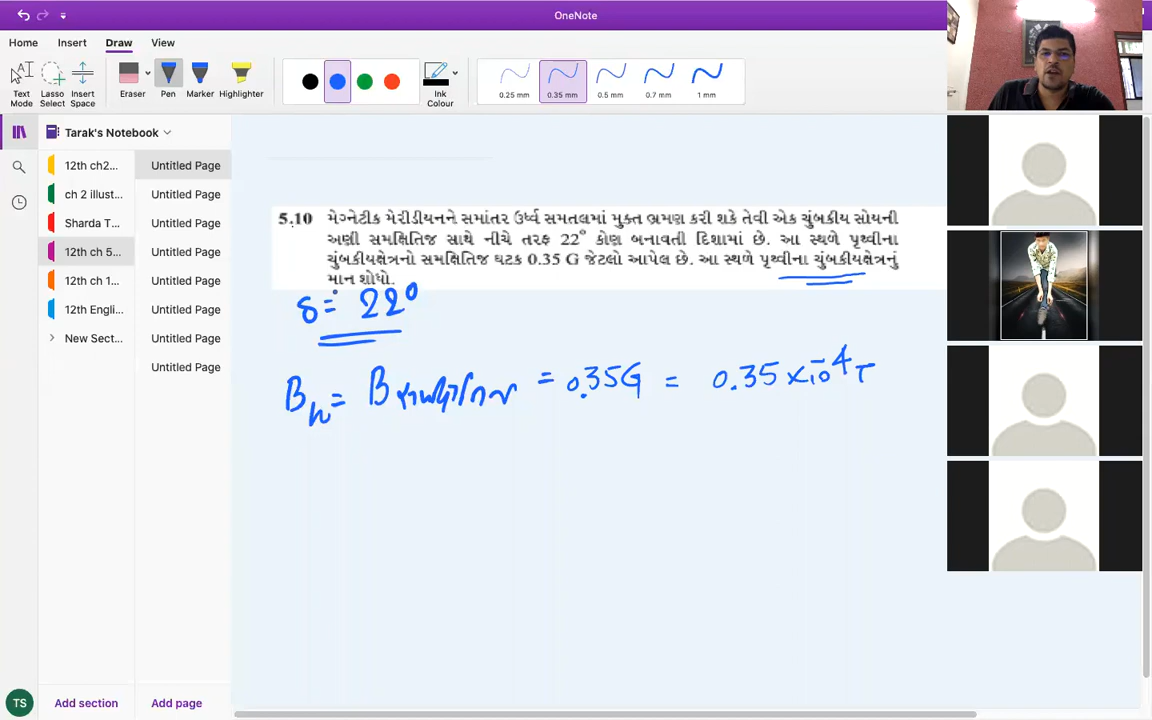 OneNote
Home Insert Draw View
Text Mode
Lasso Select
Insert Space
Eraser
Pen
Marker
Highlighter
Ink Colour
0.25 mm
0.35 mm
0.5 mm
0.7 mm
1 mm
Tarak's Notebook
12th ch2...
ch 2 illust...
Sharda T...
12th ch 5...
12th ch 1...
12th Engli...
New Sect...
Untitled Page
Untitled Page
Untitled Page
Untitled Page
Untitled Page
Untitled Page
Untitled Page
Untitled Page
5.10 મેગ્નેટીક મેરીડીયનને સમાંતર ઉર્ધ્વ સમતલમાં મુક્ત ભ્રમણ કરી શકે તેવી એક ચુંબકીય સોયની
અણી સમક્ષિતિજ સાથે નીચે તરફ 22° કોણ બનાવતી દિશામાં છે. આ સ્થળે પૃથ્વીના
ચુંબકીયક્ષેત્રનો સમક્ષિતિજ ઘટક 0.35 G જેટલો આપેલ છે. આ સ્થળે પૃથ્વીના ચુંબકીયક્ષેત્રનું
માન શોધો.
δ = 22°
Bh = B સમક્ષિતિજ = 0.35G = 0.35 × 10⁻⁴ T
TS
Add section
Add page